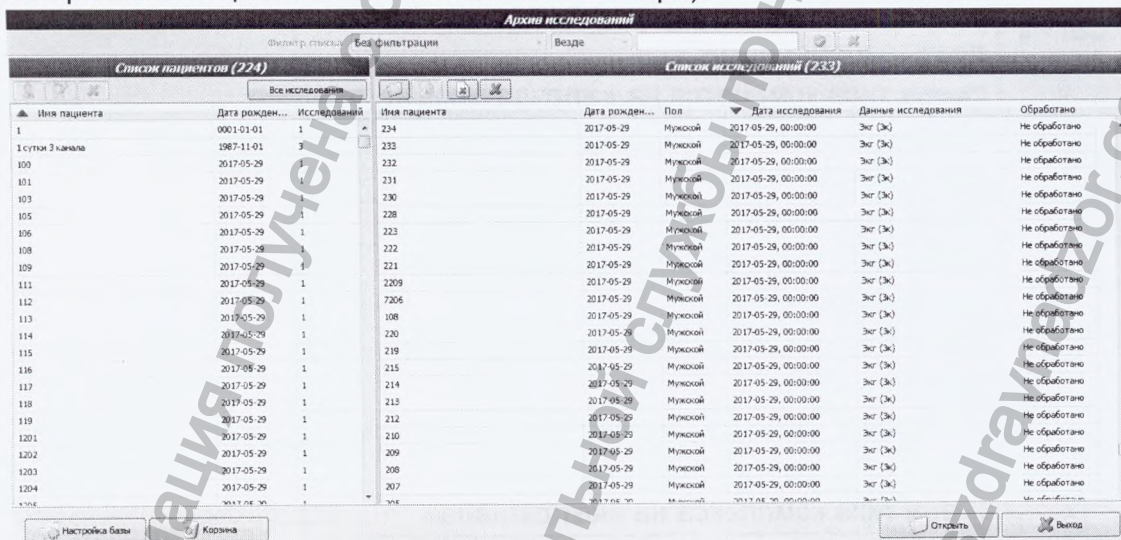 Архив исследований
Фильтр списка Без фильтрации Везде
Список пациентов (224) Список исследований (233)
Все исследования
Имя пациента Дата рожден... Исследований Имя пациента Дата рожден... Пол Дата исследования Данные исследования Обработано
1 0001-01-01 1 234 2017-05-29 Мужской 2017-05-29, 00:00:00 Экг (3к) Не обработано
1 сутки 3 канала 1987-11-01 3 233 2017-05-29 Мужской 2017-05-29, 00:00:00 Экг (3к) Не обработано
100 2017-05-29 1 232 2017-05-29 Мужской 2017-05-29, 00:00:00 Экг (3к) Не обработано
101 2017-05-29 1 231 2017-05-29 Мужской 2017-05-29, 00:00:00 Экг (3к) Не обработано
103 2017-05-29 1 230 2017-05-29 Мужской 2017-05-29, 00:00:00 Экг (3к) Не обработано
105 2017-05-29 1 228 2017-05-29 Мужской 2017-05-29, 00:00:00 Экг (3к) Не обработано
106 2017-05-29 1 223 2017-05-29 Мужской 2017-05-29, 00:00:00 Экг (3к) Не обработано
108 2017-05-29 1 222 2017-05-29 Мужской 2017-05-29, 00:00:00 Экг (3к) Не обработано
109 2017-05-29 1 221 2017-05-29 Мужской 2017-05-29, 00:00:00 Экг (3к) Не обработано
111 2017-05-29 1 2209 2017-05-29 Мужской 2017-05-29, 00:00:00 Экг (3к) Не обработано
112 2017-05-29 1 7206 2017-05-29 Мужской 2017-05-29, 00:00:00 Экг (3к) Не обработано
113 2017-05-29 1 108 2017-05-29 Мужской 2017-05-29, 00:00:00 Экг (3к) Не обработано
114 2017-05-29 1 220 2017-05-29 Мужской 2017-05-29, 00:00:00 Экг (3к) Не обработано
115 2017-05-29 1 219 2017-05-29 Мужской 2017-05-29, 00:00:00 Экг (3к) Не обработано
116 2017-05-29 1 215 2017-05-29 Мужской 2017-05-29, 00:00:00 Экг (3к) Не обработано
117 2017-05-29 1 214 2017-05-29 Мужской 2017-05-29, 00:00:00 Экг (3к) Не обработано
118 2017-05-29 1 213 2017-05-29 Мужской 2017-05-29, 00:00:00 Экг (3к) Не обработано
119 2017-05-29 1 212 2017-05-29 Мужской 2017-05-29, 00:00:00 Экг (3к) Не обработано
1201 2017-05-29 1 210 2017-05-29 Мужской 2017-05-29, 00:00:00 Экг (3к) Не обработано
1202 2017-05-29 1 209 2017-05-29 Мужской 2017-05-29, 00:00:00 Экг (3к) Не обработано
1203 2017-05-29 1 208 2017-05-29 Мужской 2017-05-29, 00:00:00 Экг (3к) Не обработано
1204 2017-05-29 1 207 2017-05-29 Мужской 2017-05-29, 00:00:00 Экг (3к) Не обработано
Настройка базы Корзина Открыть Выход